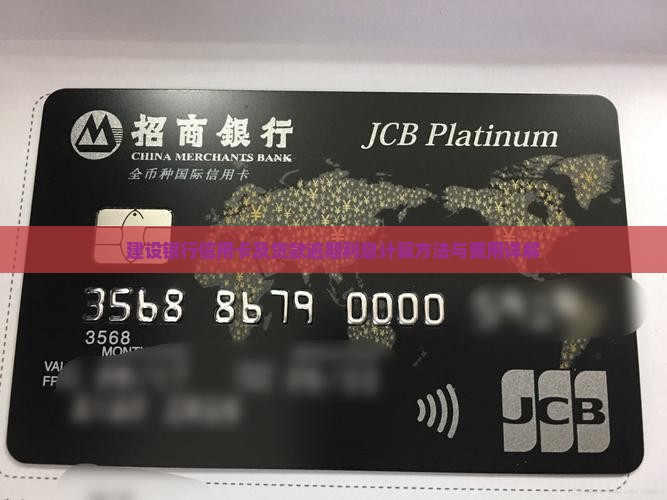 招商銀行
JCB Platinum
CHINA MERCHANTS BANK
全币种国际信用卡
建设银行信用卡及贷款逾期利息计算方法与费用详解
3568 8679 0000
3568
JCB